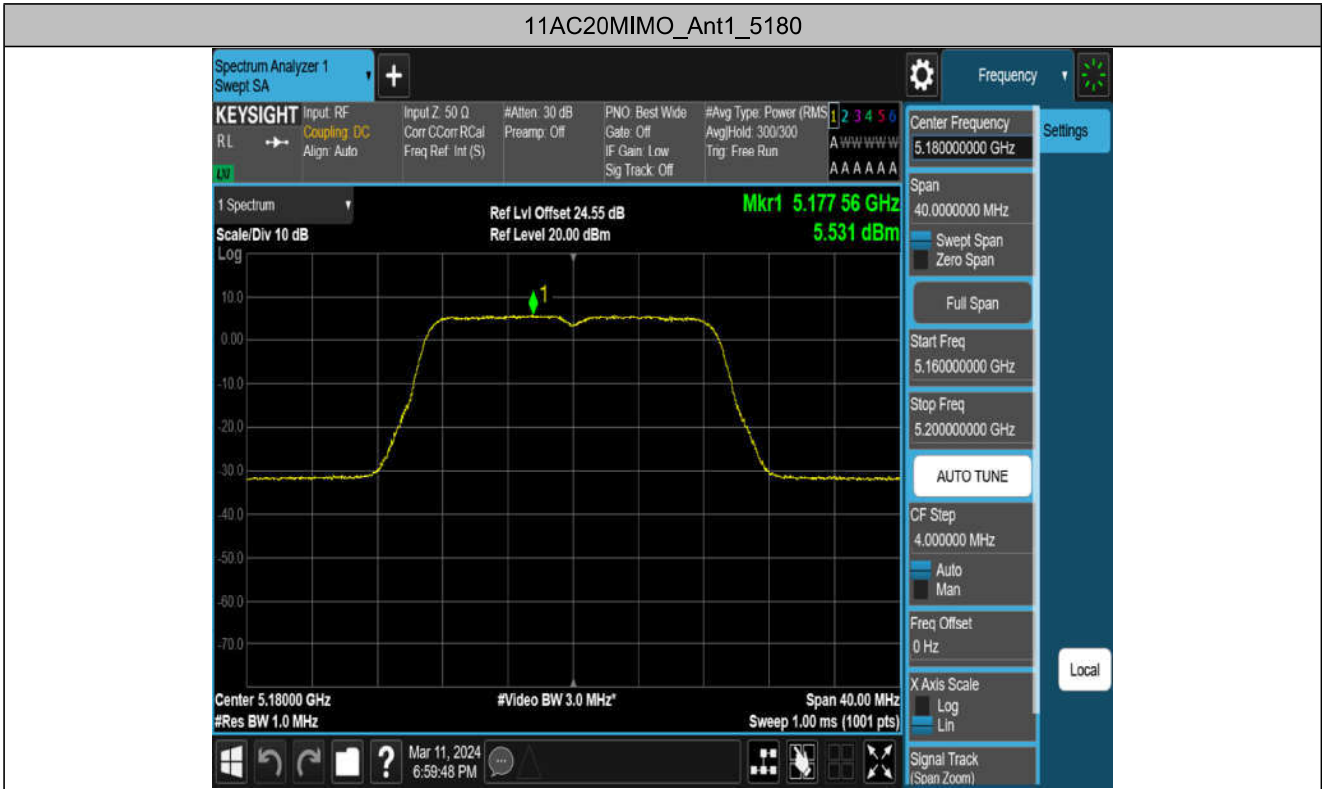 11AC20MIMO_Ant1_5180
Spectrum Analyzer 1
Swept SA
+
Frequency
KEYSIGHT
RL
LXI
Input: RF
Coupling: DC
Align: Auto
Input Z: 50 Ω
Corr CCorr RCal
Freq Ref: Int (S)
#Atten: 30 dB
Preamp: Off
PNO: Best Wide
Gate: Off
IF Gain: Low
Sig Track: Off
#Avg Type: Power (RMS
Avg|Hold: 300/300
Trig: Free Run
1 2 3 4 5 6
A W W W W W
A A A A A A
1 Spectrum
Scale/Div 10 dB
Log
Ref Lvl Offset 24.55 dB
Ref Level 20.00 dBm
Mkr1 5.177 56 GHz
5.531 dBm
1
10.0
0.00
-10.0
-20.0
-30.0
-40.0
-50.0
-60.0
-70.0
Center 5.18000 GHz
#Res BW 1.0 MHz
#Video BW 3.0 MHz*
Span 40.00 MHz
Sweep 1.00 ms (1001 pts)
?
Mar 11, 2024
6:59:48 PM
Center Frequency
5.180000000 GHz
Settings
Span
40.0000000 MHz
Swept Span
Zero Span
Full Span
Start Freq
5.160000000 GHz
Stop Freq
5.200000000 GHz
AUTO TUNE
CF Step
4.000000 MHz
Auto
Man
Freq Offset
0 Hz
X Axis Scale
Log
Lin
Local
Signal Track
(Span Zoom)